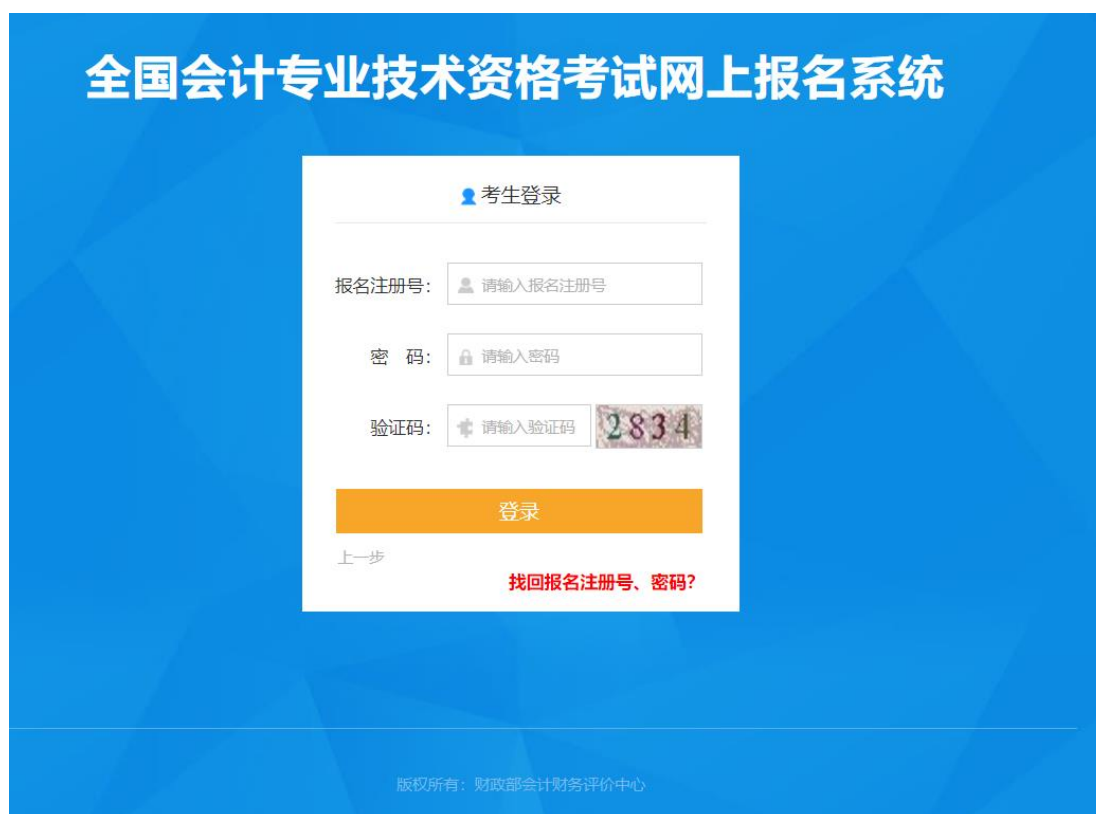 全国会计专业技术资格考试网上报名系统
考生登录
报名注册号： 请输入报名注册号
密 码： 请输入密码
验证码： 请输入验证码 2834
登录
上一步
找回报名注册号、密码?
版权所有：财政部会计财务评价中心